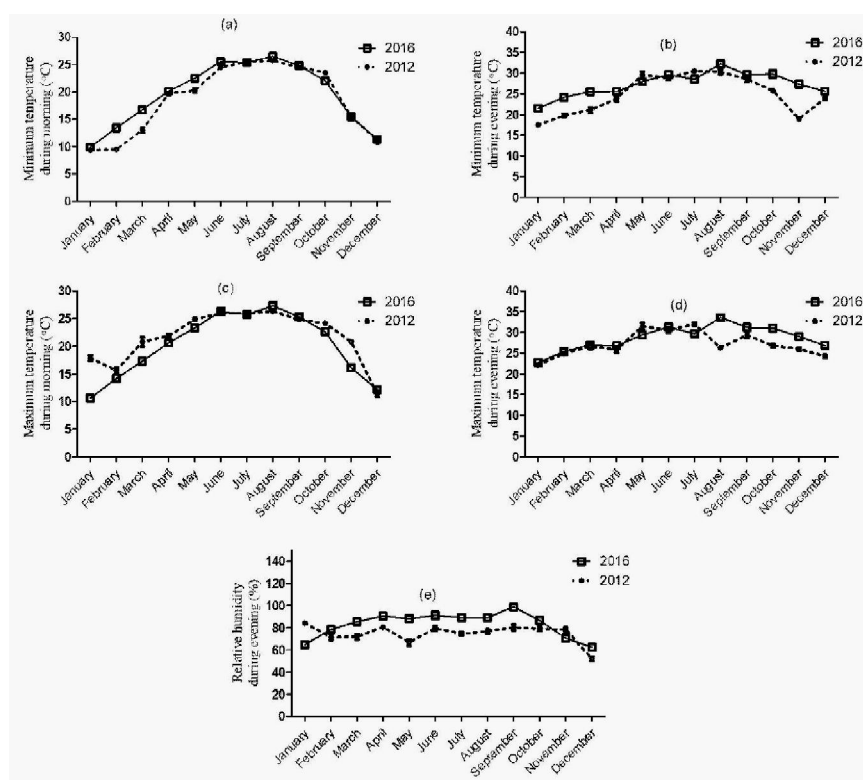 (a)
Minimum temperature
during morning (°C)
30
25
20
15
10
5
0
2016
2012
January
February
March
April
May
June
July
August
September
October
November
December
(b)
Minimum temperature
during evening (°C)
40
35
30
25
20
15
10
5
0
2016
2012
January
February
March
April
May
June
July
August
September
October
November
December
(c)
Maximum temperature
during morning (°C)
30
25
20
15
10
5
0
2016
2012
January
February
March
April
May
June
July
August
September
October
November
December
(d)
Maximum temperature
during evening (°C)
40
35
30
25
20
15
10
5
0
2016
2012
January
February
March
April
May
June
July
August
September
October
November
December
(e)
Relative humidity
during evening (%)
140
120
100
80
60
40
20
0
2016
2012
January
February
March
April
May
June
July
August
September
October
November
December